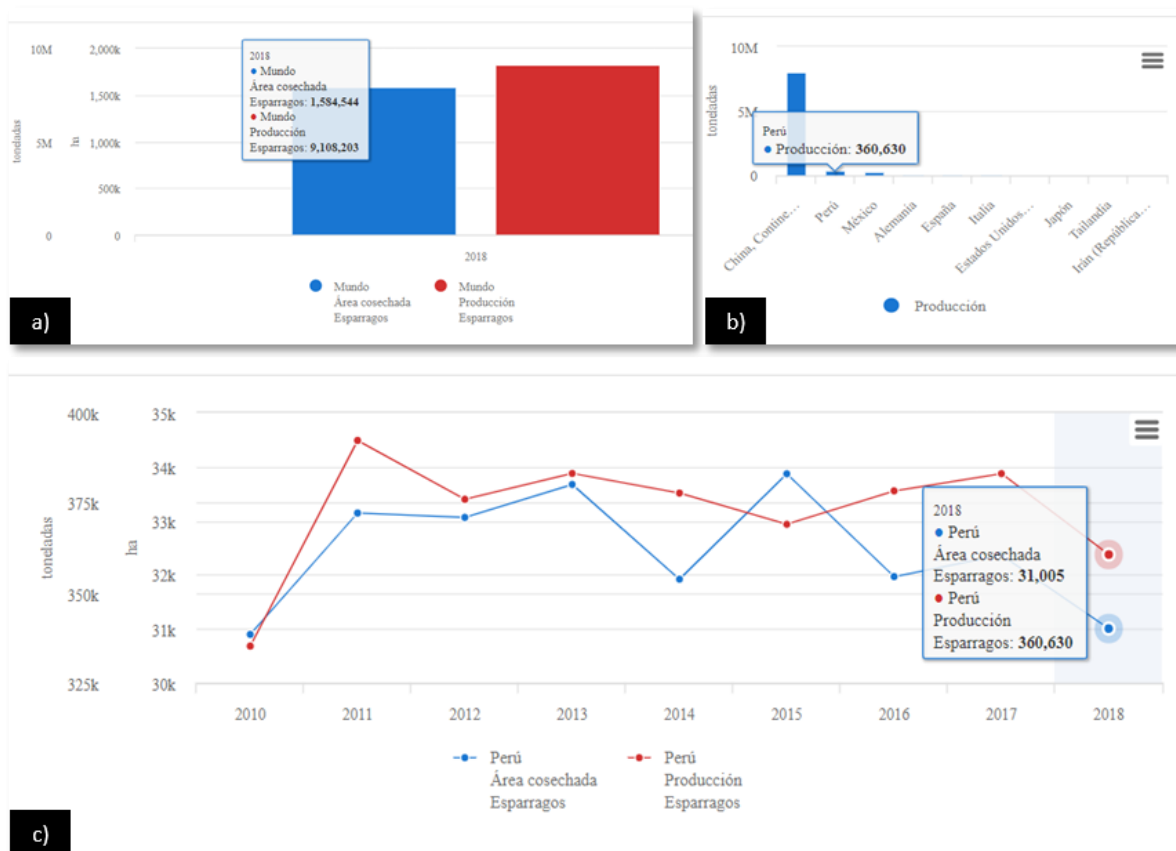 10M
2,000k
1,500k
5M
1,000k
500k
0
0
toneladas
ha
2018
● Mundo
Área cosechada
Esparragos: 1,584,544
● Mundo
Producción
Esparragos: 9,108,203
2018
Mundo
Área cosechada
Esparragos
Mundo
Producción
Esparragos
a)
10M
5M
0
toneladas
Perú
● Producción: 360,630
China, Contine...
Perú
México
Alemania
España
Italia
Estados Unidos...
Japón
Tailandia
Irán (República...
Producción
b)
400k
375k
350k
325k
toneladas
35k
34k
33k
32k
31k
30k
ha
2018
● Perú
Área cosechada
Esparragos: 31,005
● Perú
Producción
Esparragos: 360,630
2010
2011
2012
2013
2014
2015
2016
2017
2018
Perú
Área cosechada
Esparragos
Perú
Producción
Esparragos
c)